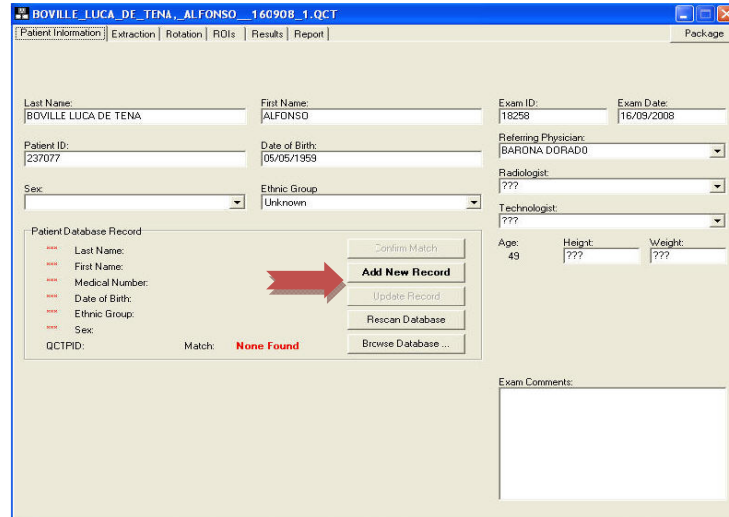 BOVILLE_LUCA_DE_TENA,_ALFONSO__160908_1.QCT
Patient Information Extraction Rotation ROIs Results Report Package
Last Name: First Name: Exam ID: Exam Date:
BOVILLE LUCA DE TENA ALFONSO 18258 16/09/2008
Patient ID: Date of Birth: Referring Physician:
237077 05/05/1959 BARONA DORADO
Radiologist:
???
Sex: Ethnic Group
Unknown
Technologist:
???
Patient Database Record
*** Last Name:
*** First Name:
*** Medical Number:
*** Date of Birth:
*** Ethnic Group:
*** Sex:
QCTPID: Match: None Found
Confirm Match
Add New Record
Update Record
Rescan Database
Browse Database ...
Age: Height: Weight:
49 ??? ???
Exam Comments: